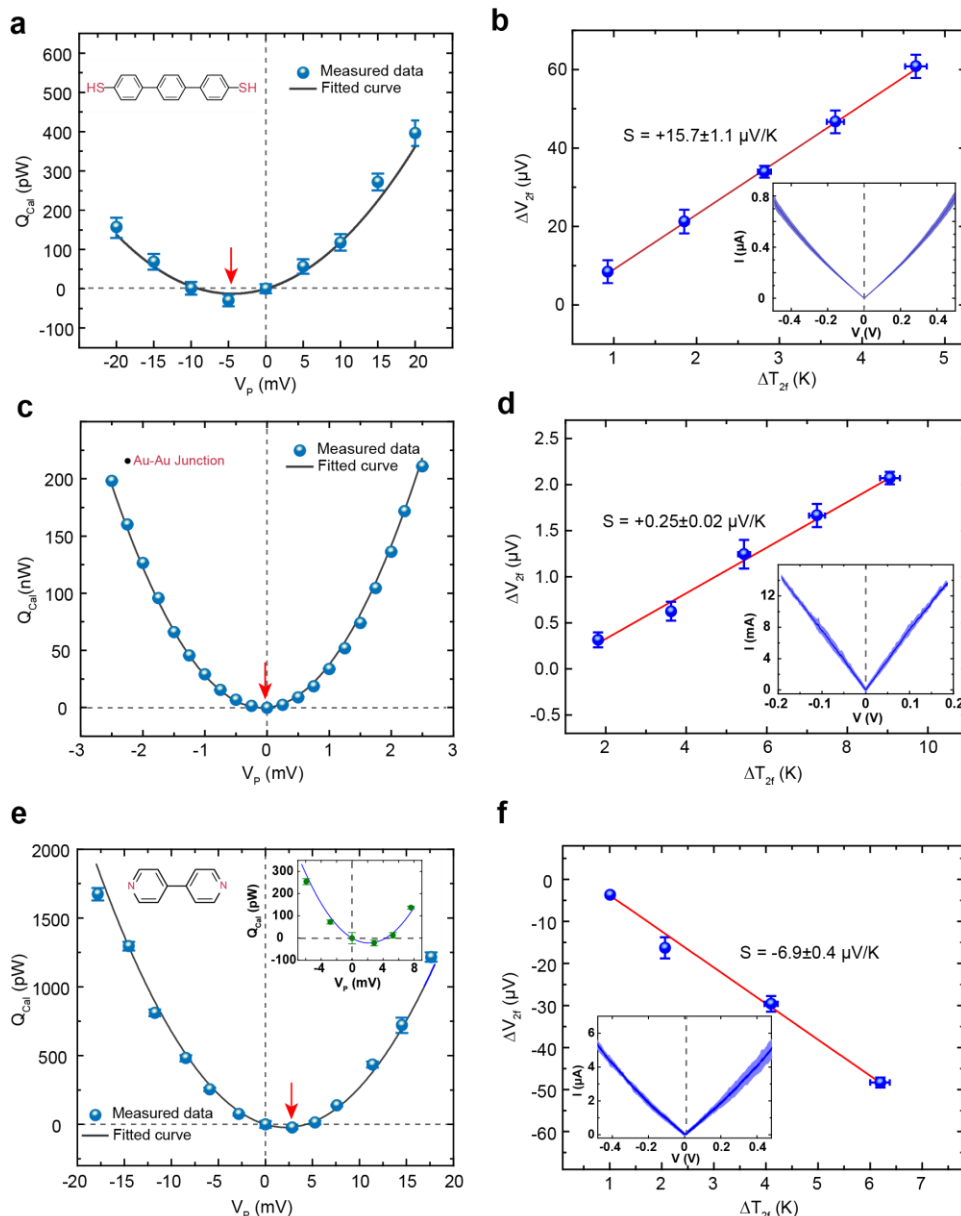 a
600
500
400
300
200
100
0
-100
Q_Cal (pW)
HS
SH
Measured data
Fitted curve
-20 -15 -10 -5 0 5 10 15 20
V_P (mV)
b
60
40
20
0
ΔV_2f (µV)
S = +15.7±1.1 µV/K
0.8
0.4
0
I (µA)
-0.4 -0.2 0 0.2 0.4
V (V)
1 2 3 4 5
ΔT_2f (K)
c
200
150
100
50
0
Q_Cal (nW)
Au-Au Junction
Measured data
Fitted curve
-3 -2 -1 0 1 2 3
V_P (mV)
d
2.5
2.0
1.5
1.0
0.5
0.0
-0.5
ΔV_2f (µV)
S = +0.25±0.02 µV/K
12
8
4
0
I (mA)
-0.2 -0.1 0 0.1 0.2
V (V)
2 4 6 8 10
ΔT_2f (K)
e
2000
1500
1000
500
0
Q_Cal (pW)
N
N
300
200
100
0
-100
Q_Cal (pW)
-4 0 4 8
V_P (mV)
Measured data
Fitted curve
-20 -15 -10 -5 0 5 10 15 20
V_P (mV)
f
0
-10
-20
-30
-40
-50
-60
ΔV_2f (µV)
S = -6.9±0.4 µV/K
6
4
2
0
I (µA)
-0.4 -0.2 0 0.2 0.4
V (V)
1 2 3 4 5 6 7
ΔT_2f (K)